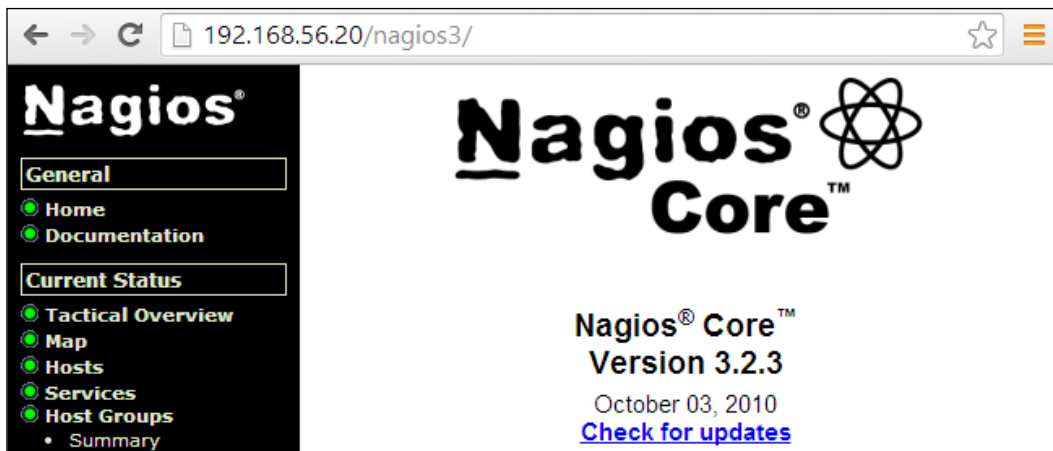 192.168.56.20/nagios3/
Nagios®
General
Home
Documentation
Current Status
Tactical Overview
Map
Hosts
Services
Host Groups
• Summary
Nagios®
Core™
Nagios® Core™
Version 3.2.3
October 03, 2010
Check for updates